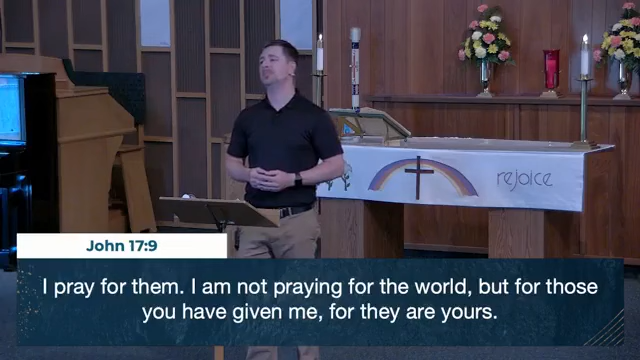 rejoice
John 17:9
I pray for them. I am not praying for the world, but for those
you have given me, for they are yours.